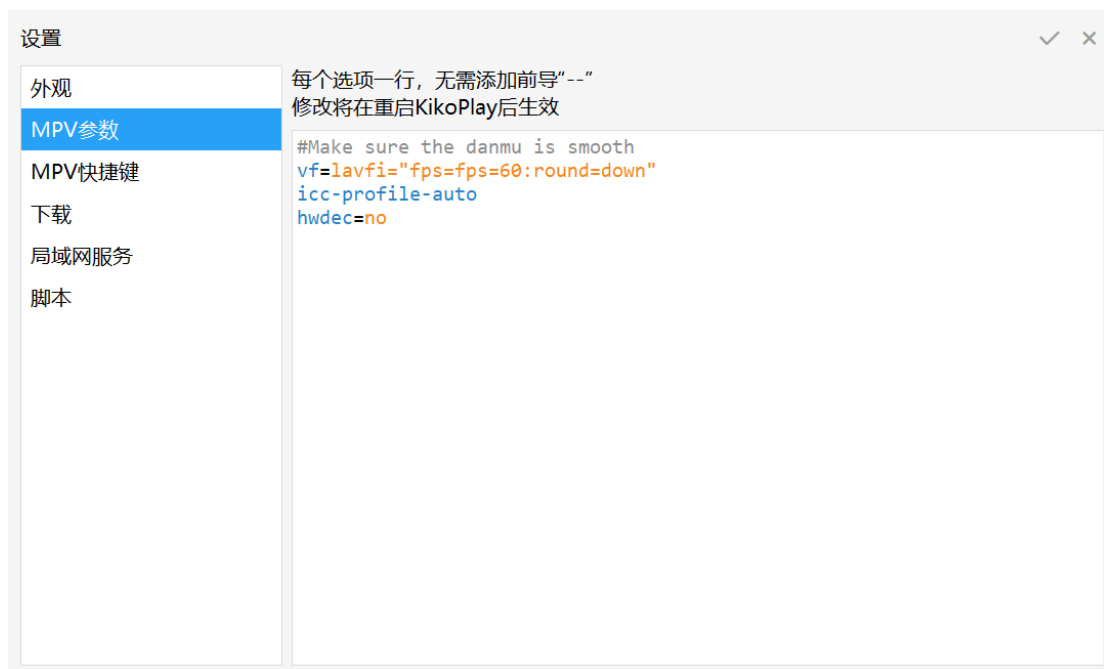 设置
外观
MPV参数
MPV快捷键
下载
局域网服务
脚本
每个选项一行，无需添加前导“--”
修改将在重启KikoPlay后生效
#Make sure the danmu is smooth
vf=lavfi="fps=fps=60:round=down"
icc-profile-auto
hwdec=no